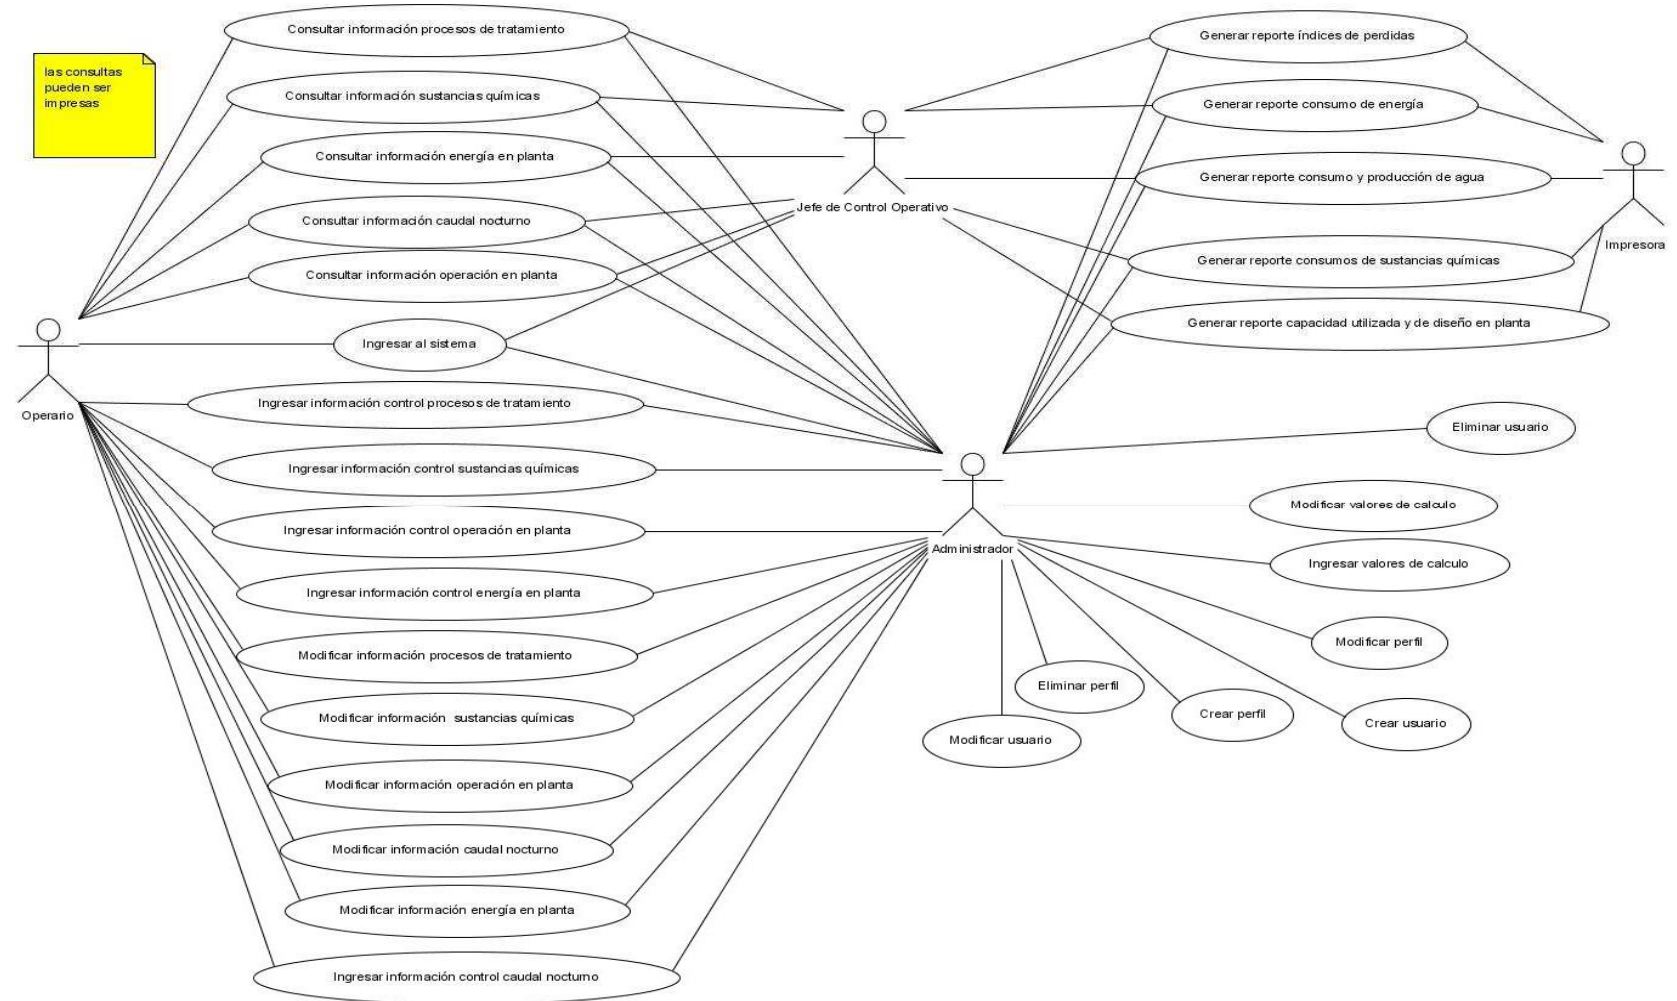 Consultar información procesos de tratamiento
las consultas
pueden ser
impresas
Consultar información sustancias químicas
Consultar información energía en planta
Consultar información caudal nocturno
Consultar información operación en planta
Ingresar al sistema
Operario
Ingresar información control procesos de tratamiento
Ingresar información control sustancias químicas
Ingresar información control operación en planta
Ingresar información control energía en planta
Modificar información procesos de tratamiento
Modificar información sustancias químicas
Modificar información operación en planta
Modificar información caudal nocturno
Modificar información energía en planta
Ingresar información control caudal nocturno
Jefe de Control Operativo
Generar reporte índices de perdidas
Generar reporte consumo de energía
Generar reporte consumo y producción de agua
Impresora
Generar reporte consumos de sustancias químicas
Generar reporte capacidad utilizada y de diseño en planta
Eliminar usuario
Modificar valores de calculo
Administrador
Ingresar valores de calculo
Modificar perfil
Eliminar perfil
Crear perfil
Crear usuario
Modificar usuario